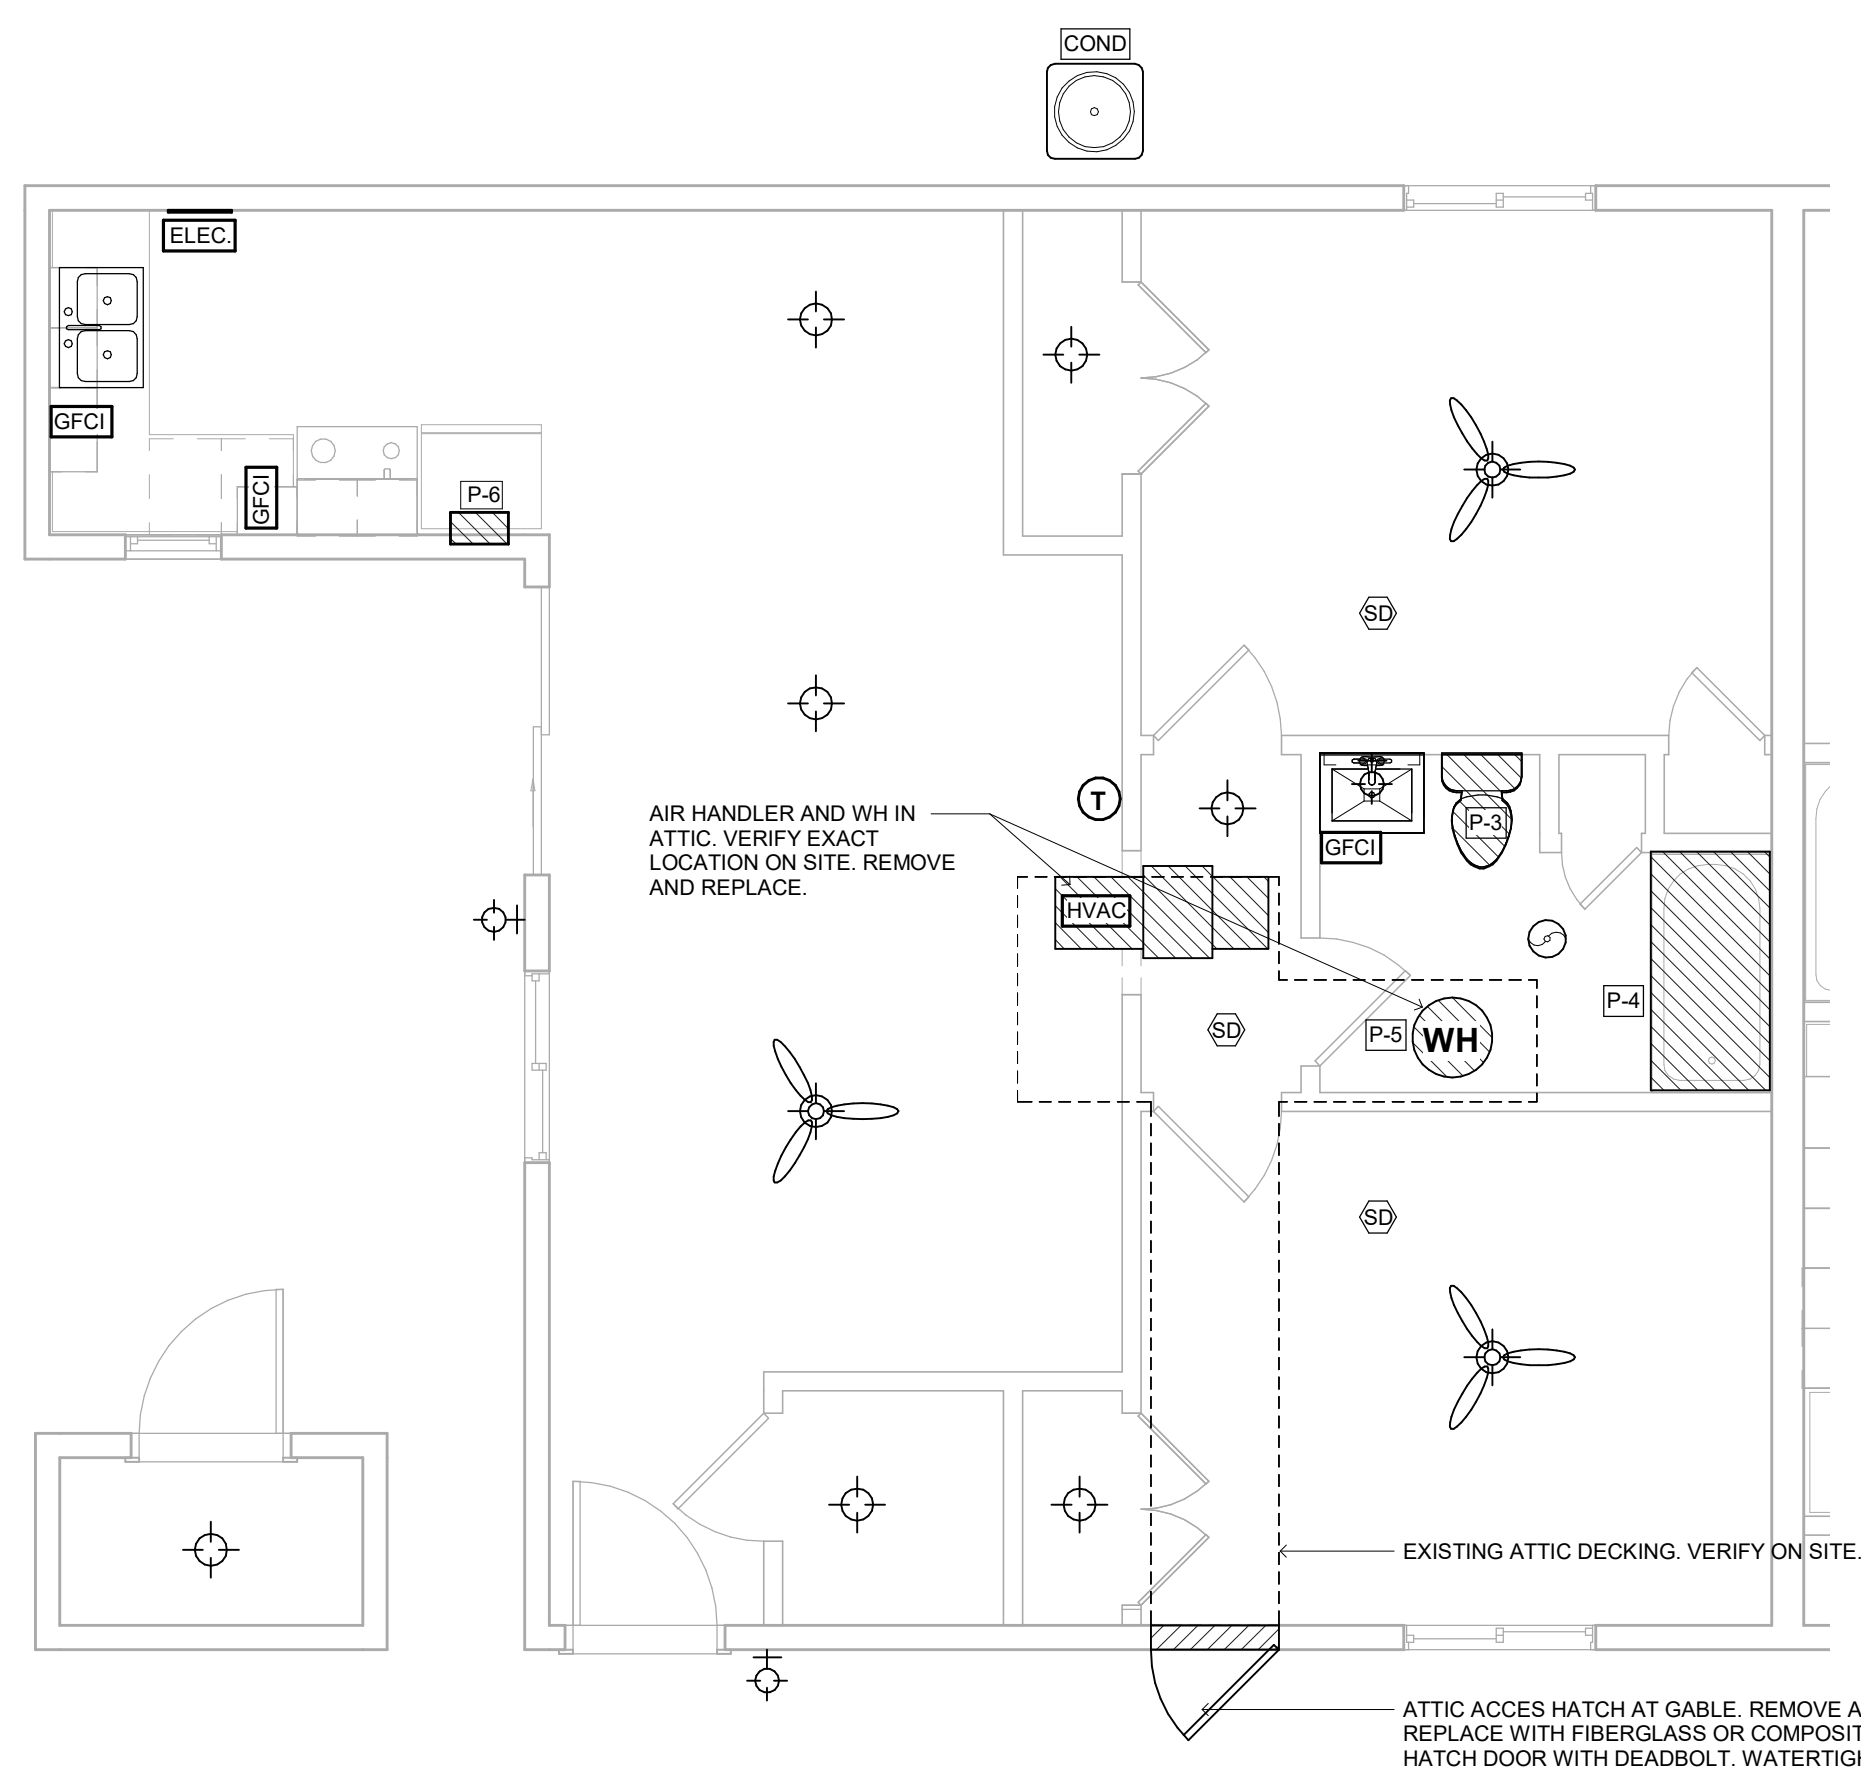 COND
ELEC.
GFCI
GFCI
P-6
SD
T
AIR HANDLER AND WH IN
ATTIC. VERIFY EXACT
LOCATION ON SITE. REMOVE
AND REPLACE.
P-3
GFCI
HVAC
P-4
SD
P-5
WH
SD
EXISTING ATTIC DECKING. VERIFY ON SITE.
ATTIC ACCES HATCH AT GABLE. REMOVE A
REPLACE WITH FIBERGLASS OR COMPOSIT
HATCH DOOR WITH DEADBOLT. WATERTIGH